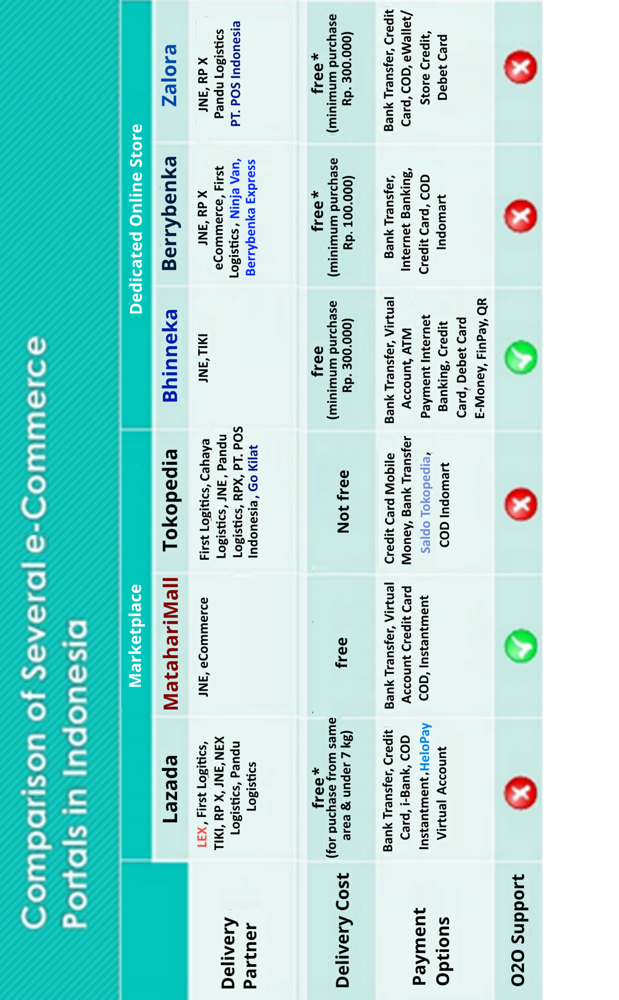 Comparison of Several e-Commerce
Portals in Indonesia
Marketplace
Dedicated Online Store
Lazada
MatahariMall
Tokopedia
Bhinneka
Berrybenka
Zalora
Delivery
Partner
LEX, First Logitics,
TIKI, RP X, JNE, NEX
Logistics, Pandu
Logistics
JNE, eCommerce
First Logitics, Cahaya
Logistics, JNE, Pandu
Logistics, RPX, PT. POS
Indonesia, Go Kilat
JNE, TIKI
JNE, RP X
eCommerce, First
Logistics, Ninja Van,
Berrybenka Express
JNE, RP X
Pandu Logistics
PT. POS Indonesia
Delivery Cost
free*
(for puchase from same
area & under 7 kg)
free
Not free
free
(minimum purchase
Rp. 300.000)
free*
(minimum purchase
Rp. 100.000)
free*
(minimum purchase
Rp. 300.000)
Payment
Options
Bank Transfer, Credit
Card, i-Bank, COD
Instantment, HeloPay
Virtual Account
Bank Transfer, Virtual
Account Credit Card
COD, Instantment
Credit Card Mobile
Money, Bank Transfer
Saldo Tokopedia,
COD Indomart
Bank Transfer, Virtual
Account, ATM
Payment Internet
Banking, Credit
Card, Debet Card
E-Money, FinPay, QR
Bank Transfer,
Internet Banking,
Credit Card, COD
Indomart
Bank Transfer, Credit
Card, COD, eWallet/
Store Credit,
Debet Card
O2O Support